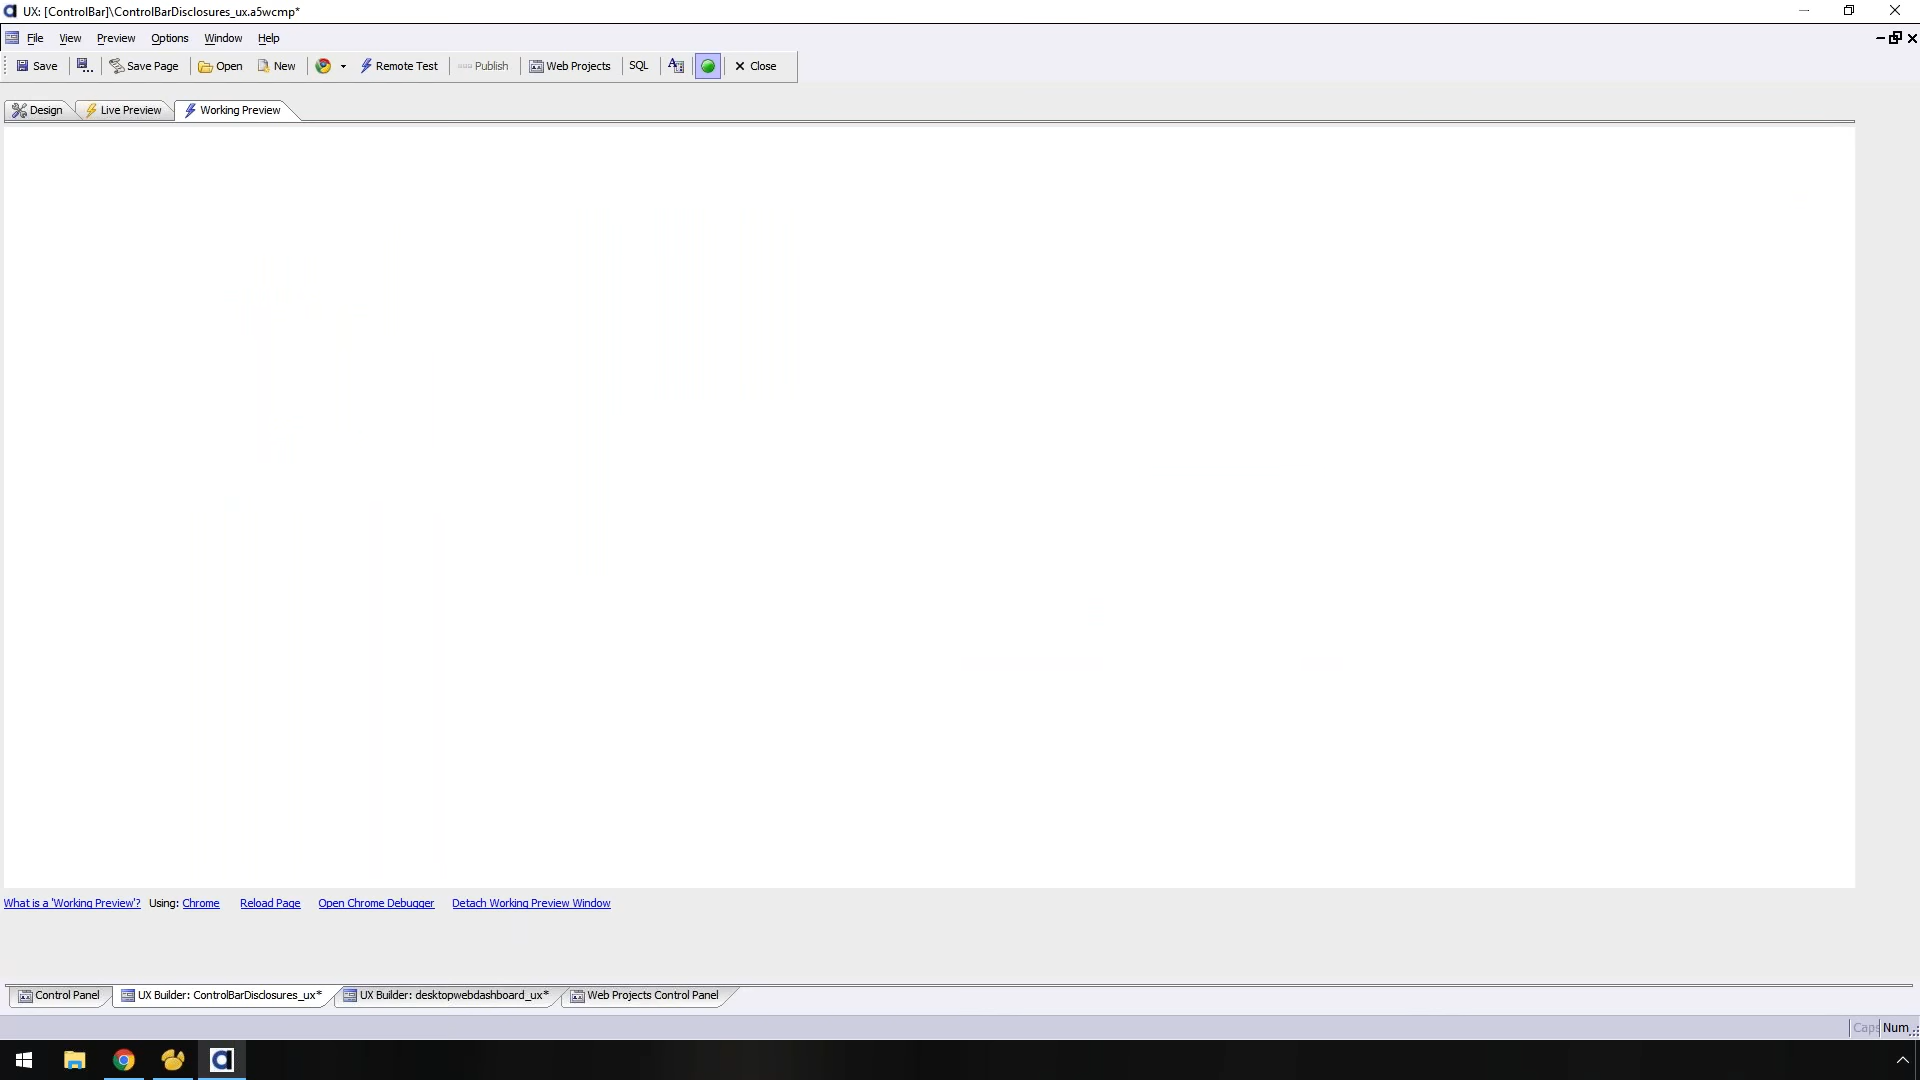 UX: [ControlBar]\ControlBarDisclosures_ux.a5wcmp*
File View Preview Options Window Help
Save Save Page Open New Remote Test Publish Web Projects SQL Close
Design Live Preview Working Preview
What is a 'Working Preview'? Using: Chrome Reload Page Open Chrome Debugger Detach Working Preview Window
Control Panel UX Builder: ControlBarDisclosures_ux* UX Builder: desktopwebdashboard_ux* Web Projects Control Panel
Caps Num